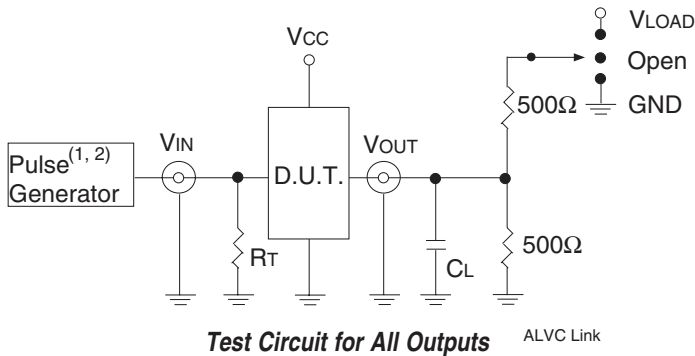 VLOAD
VCC
Open
500Ω
GND
VIN
VOUT
Pulse(1, 2)
Generator
D.U.T.
RT
CL
500Ω
Test Circuit for All Outputs
ALVC Link